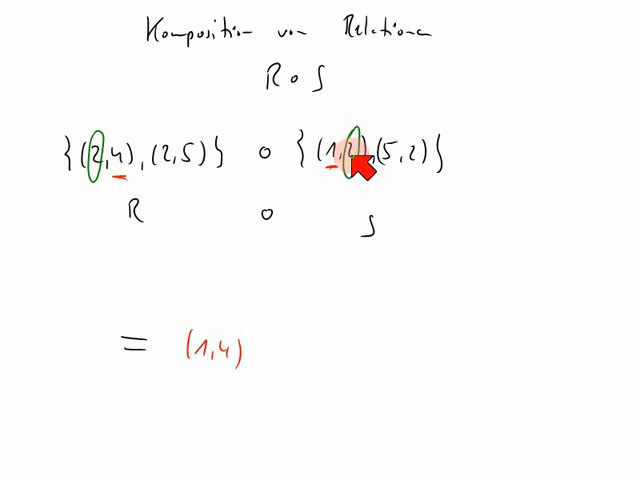 Komposition von Relationen
R ∘ S
{(2,4),(2,5)} ∘ {(1,2),(5,2)}
R ∘ S
= (1,4)